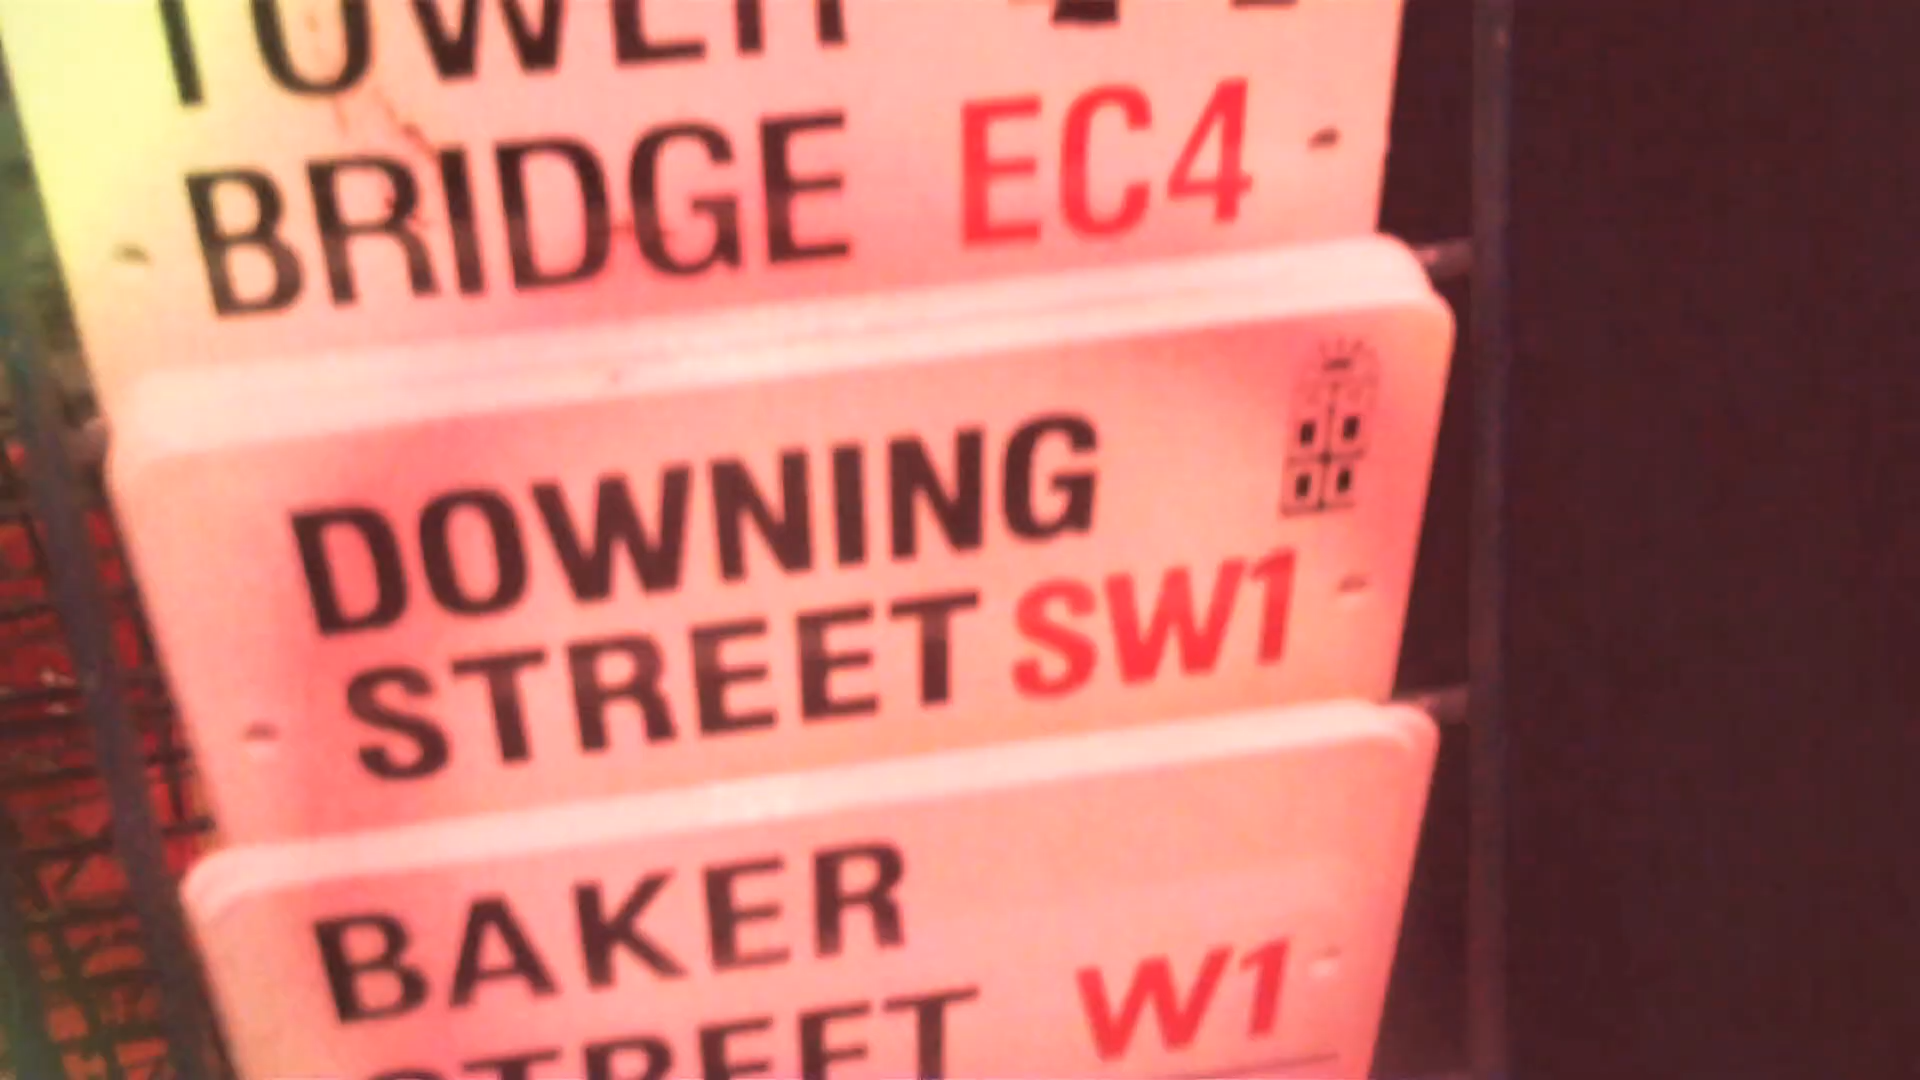 TOWER
BRIDGE EC4
DOWNING
STREET SW1
BAKER
STREET W1